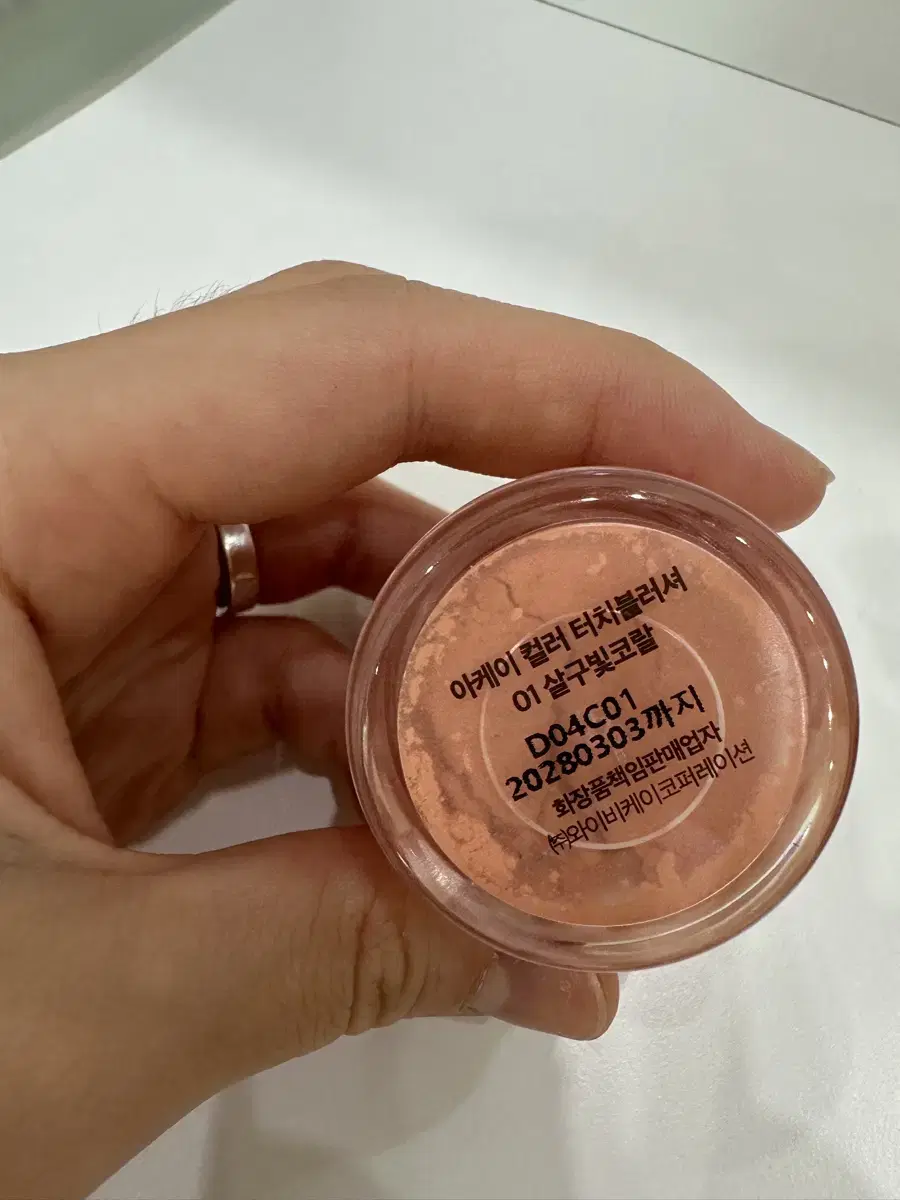 아케이 컬러 터치블러셔
01 살구빛코랄
D04C01
20280303까지
화장품책임판매업자
㈜와이비케이코퍼레이션